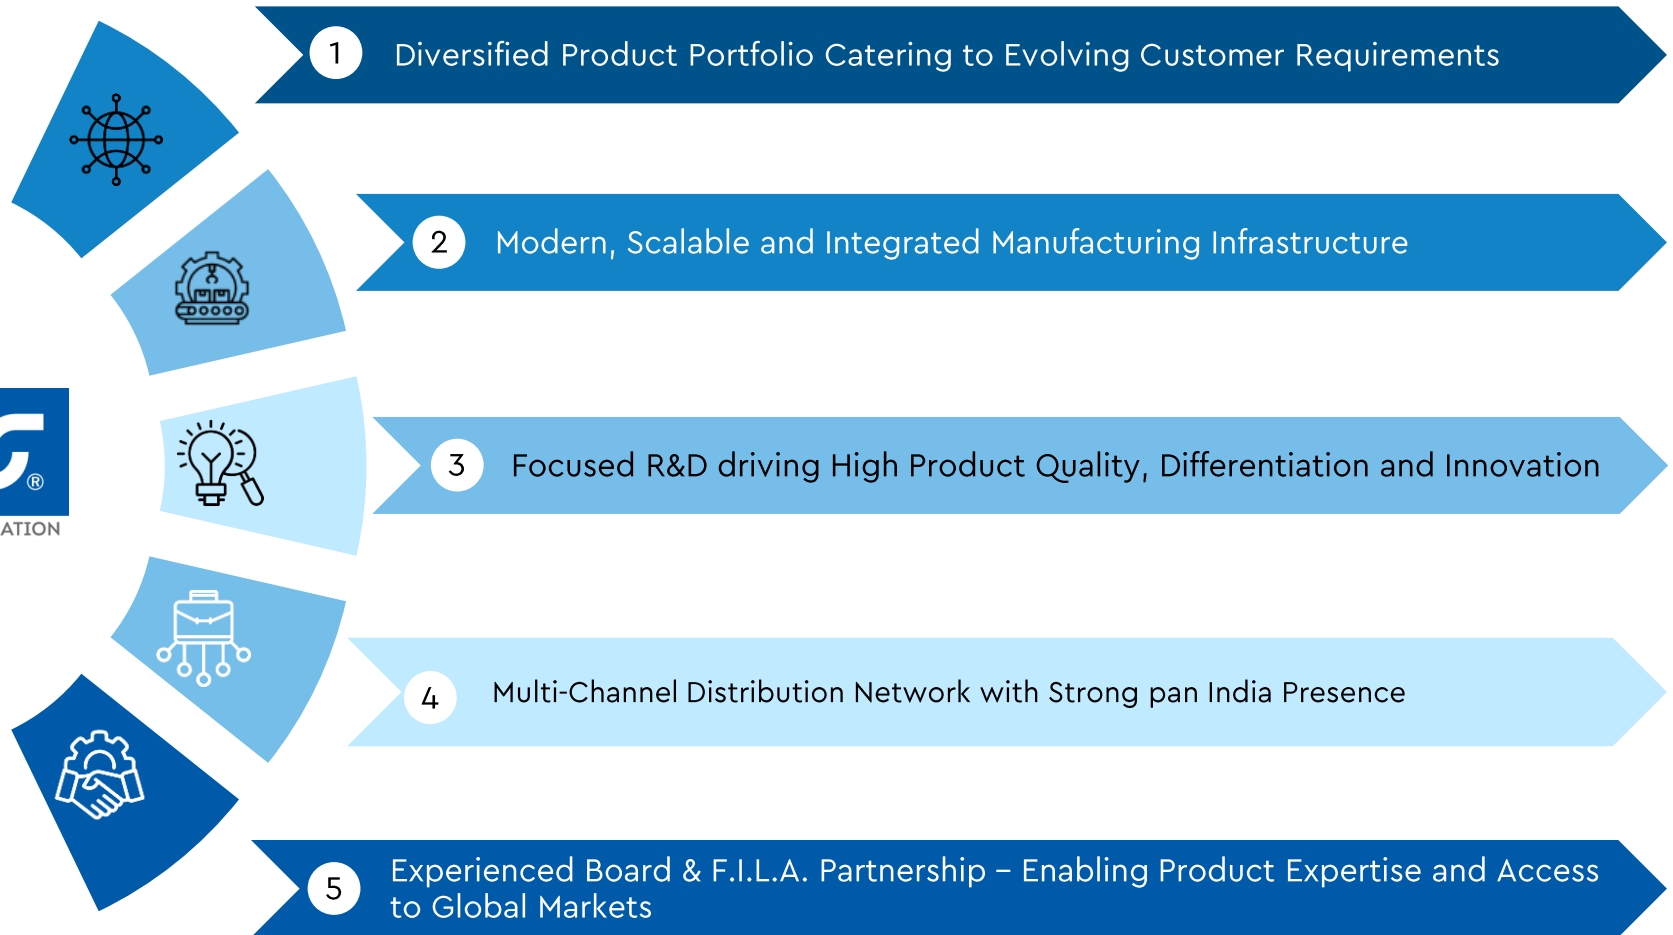 1 Diversified Product Portfolio Catering to Evolving Customer Requirements
2 Modern, Scalable and Integrated Manufacturing Infrastructure
®
ATION
3 Focused R&D driving High Product Quality, Differentiation and Innovation
4 Multi-Channel Distribution Network with Strong pan India Presence
5 Experienced Board & F.I.L.A. Partnership – Enabling Product Expertise and Access
to Global Markets